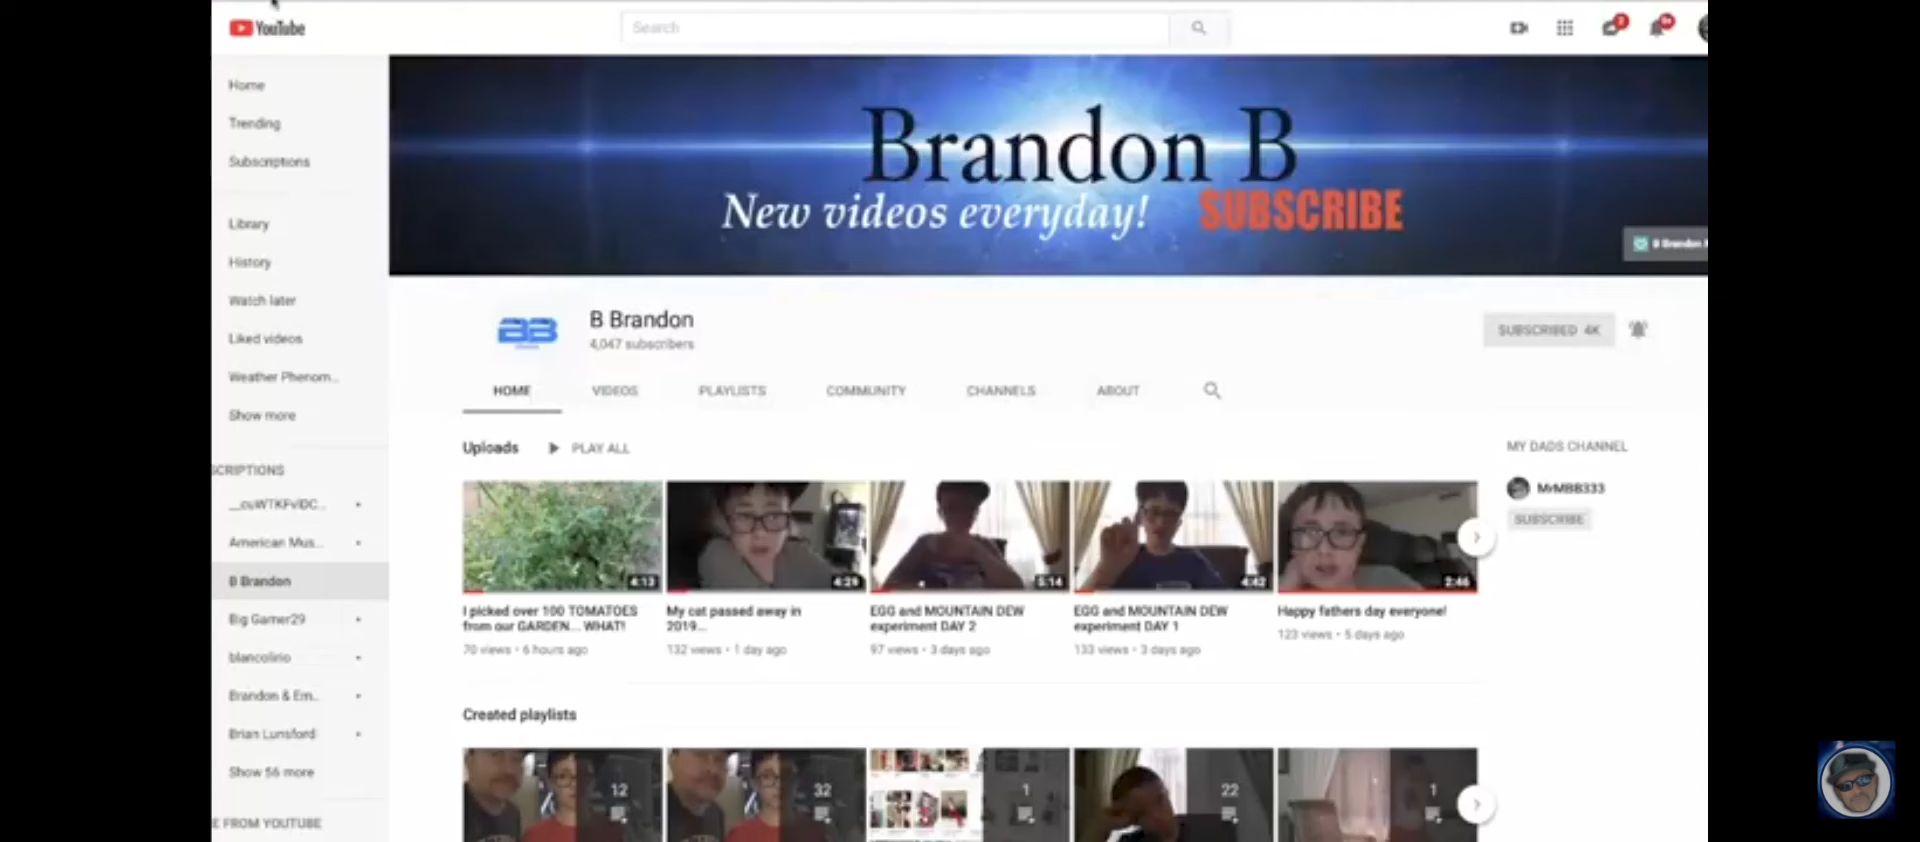 YouTube
Search
2
9+
Home
Trending
Subscriptions
Library
History
Watch later
Liked videos
Weather Phenom...
Show more
SCRIPTIONS
American Mus...
B Brandon
Big Gamer29
blancolirio
Brandon & Em...
Brian Lunsford
Show 56 more
E FROM YOUTUBE
Brandon B
New videos everyday! SUBSCRIBE
B Brandon
B Brandon
4,047 subscribers
SUBSCRIBED 4K
HOME VIDEOS PLAYLISTS COMMUNITY CHANNELS ABOUT
Uploads PLAY ALL
4:13
I picked over 100 TOMATOES
from our GARDEN... WHAT!
70 views • 6 hours ago
4:29
My cat passed away in
2019...
132 views • 1 day ago
5:14
EGG and MOUNTAIN DEW
experiment DAY 2
97 views • 3 days ago
4:42
EGG and MOUNTAIN DEW
experiment DAY 1
133 views • 3 days ago
2:46
Happy fathers day everyone!
123 views • 5 days ago
MY DADS CHANNEL
MrMBB333
SUBSCRIBE
Created playlists
12
32
1
22
1